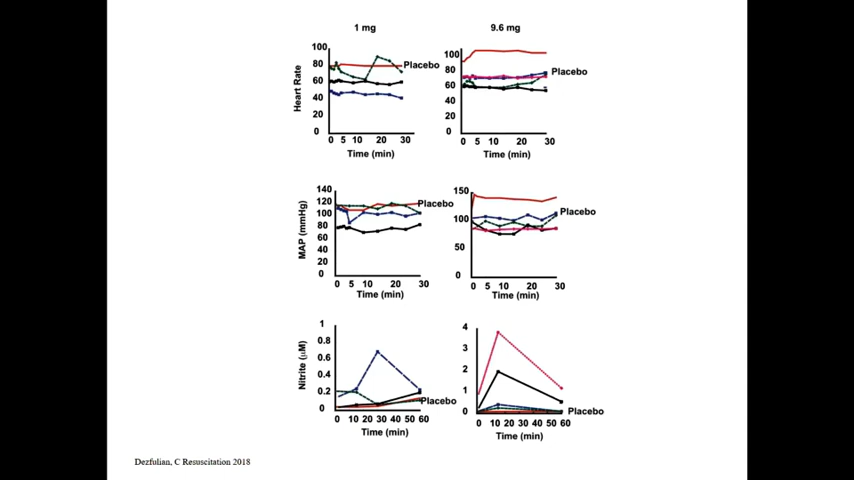 1 mg
9.6 mg
Heart Rate
100
80
60
40
20
0
Placebo
0 5 10 20 30
Time (min)
100
80
60
40
20
0
Placebo
0 5 10 20 30
Time (min)
MAP (mmHg)
140
120
100
80
60
40
20
0
Placebo
0 5 10 20 30
Time (min)
150
100
50
0
Placebo
0 5 10 20 30
Time (min)
Nitrite (µM)
1
0.8
0.6
0.4
0.2
0
Placebo
0 10 20 30 40 50 60
Time (min)
4
3
2
1
0
Placebo
0 10 20 30 40 50 60
Time (min)
Dezfulian, C Resuscitation 2018